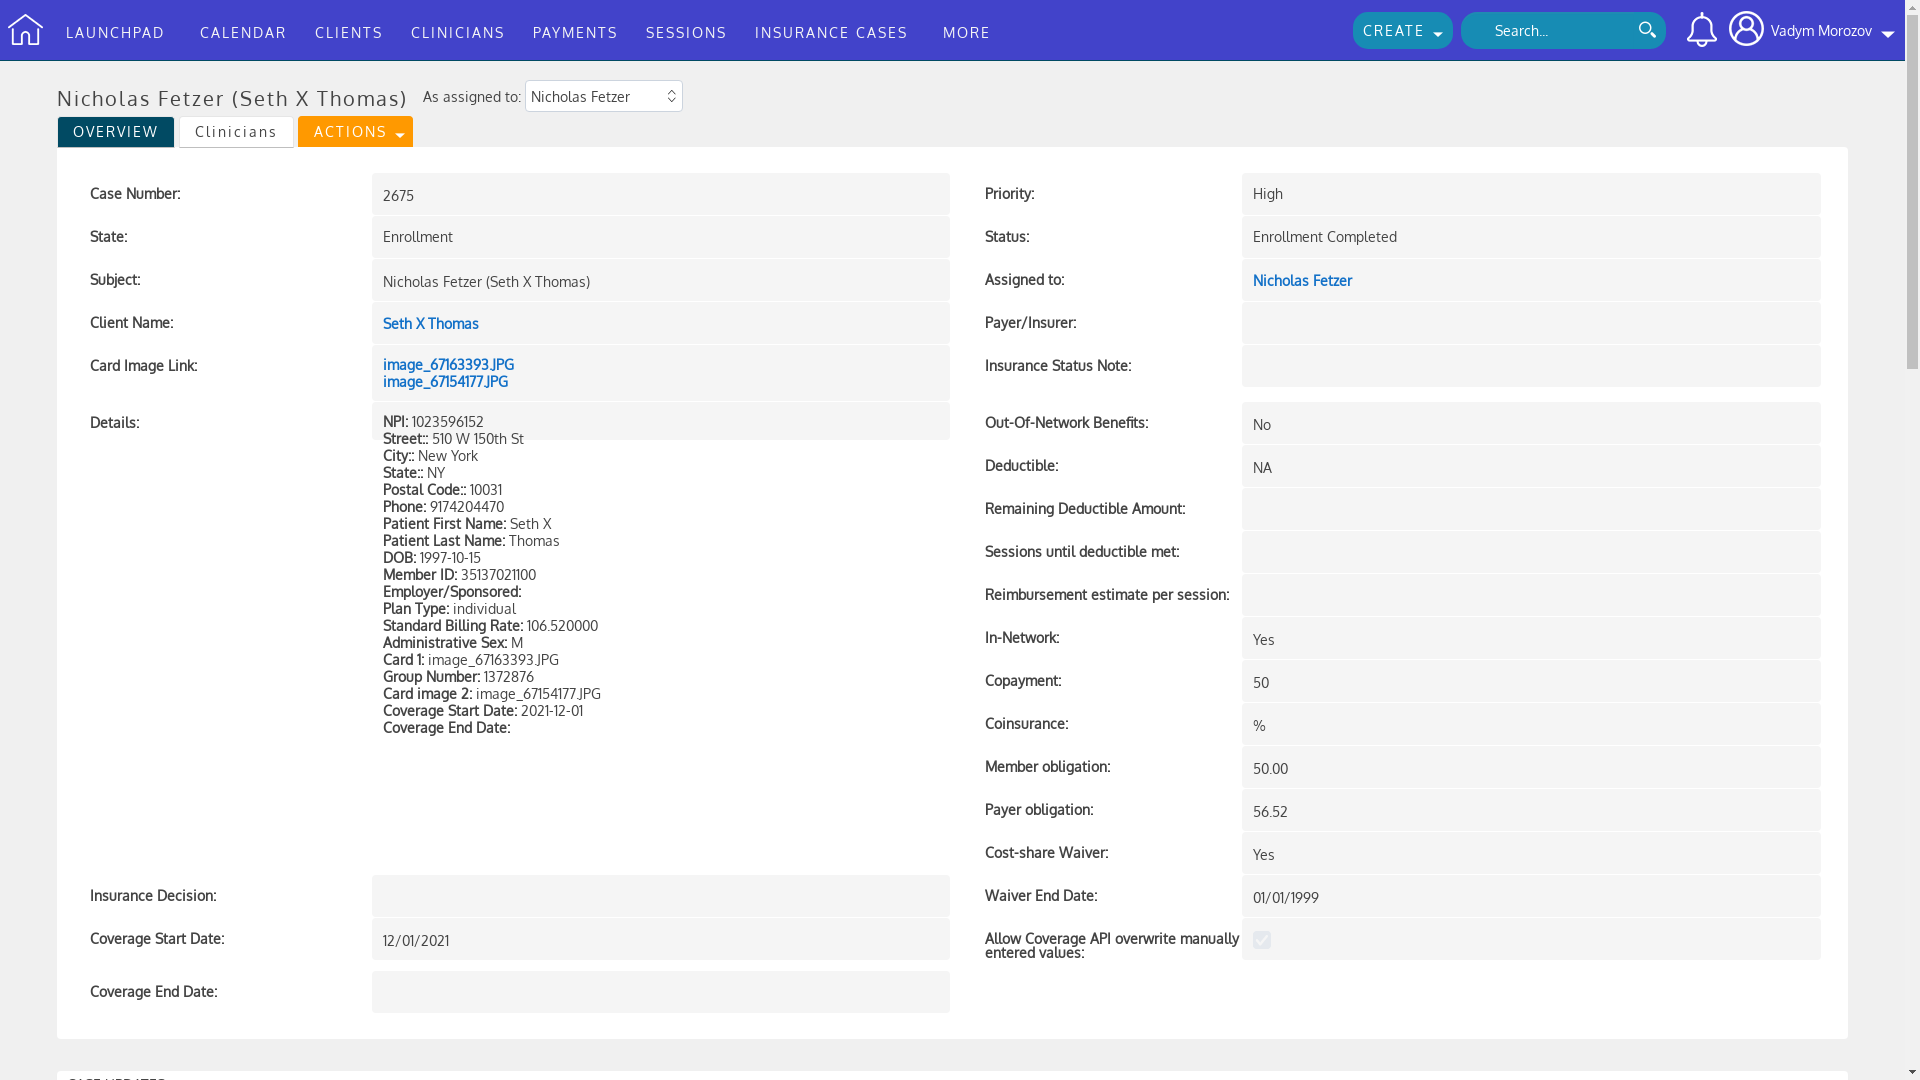 LAUNCHPAD CALENDAR CLIENTS CLINICIANS PAYMENTS SESSIONS INSURANCE CASES MORE CREATE Search... Vadym Morozov
Nicholas Fetzer (Seth X Thomas) As assigned to: Nicholas Fetzer
OVERVIEW Clinicians ACTIONS
Case Number: 2675
Priority: High
State: Enrollment
Status: Enrollment Completed
Subject: Nicholas Fetzer (Seth X Thomas)
Assigned to: Nicholas Fetzer
Client Name: Seth X Thomas
Payer/Insurer:
Card Image Link: image_67163393.JPG
image_67154177.JPG
Insurance Status Note:
Details:
NPI: 1023596152
Street:: 510 W 150th St
City:: New York
State:: NY
Postal Code:: 10031
Phone: 9174204470
Patient First Name: Seth X
Patient Last Name: Thomas
DOB: 1997-10-15
Member ID: 35137021100
Employer/Sponsored:
Plan Type: individual
Standard Billing Rate: 106.520000
Administrative Sex: M
Card 1: image_67163393.JPG
Group Number: 1372876
Card image 2: image_67154177.JPG
Coverage Start Date: 2021-12-01
Coverage End Date:
Out-Of-Network Benefits: No
Deductible: NA
Remaining Deductible Amount:
Sessions until deductible met:
Reimbursement estimate per session:
In-Network: Yes
Copayment: 50
Coinsurance: %
Member obligation: 50.00
Payer obligation: 56.52
Cost-share Waiver: Yes
Insurance Decision:
Waiver End Date: 01/01/1999
Coverage Start Date: 12/01/2021
Allow Coverage API overwrite manually
entered values:
Coverage End Date:
CASE UPDATES